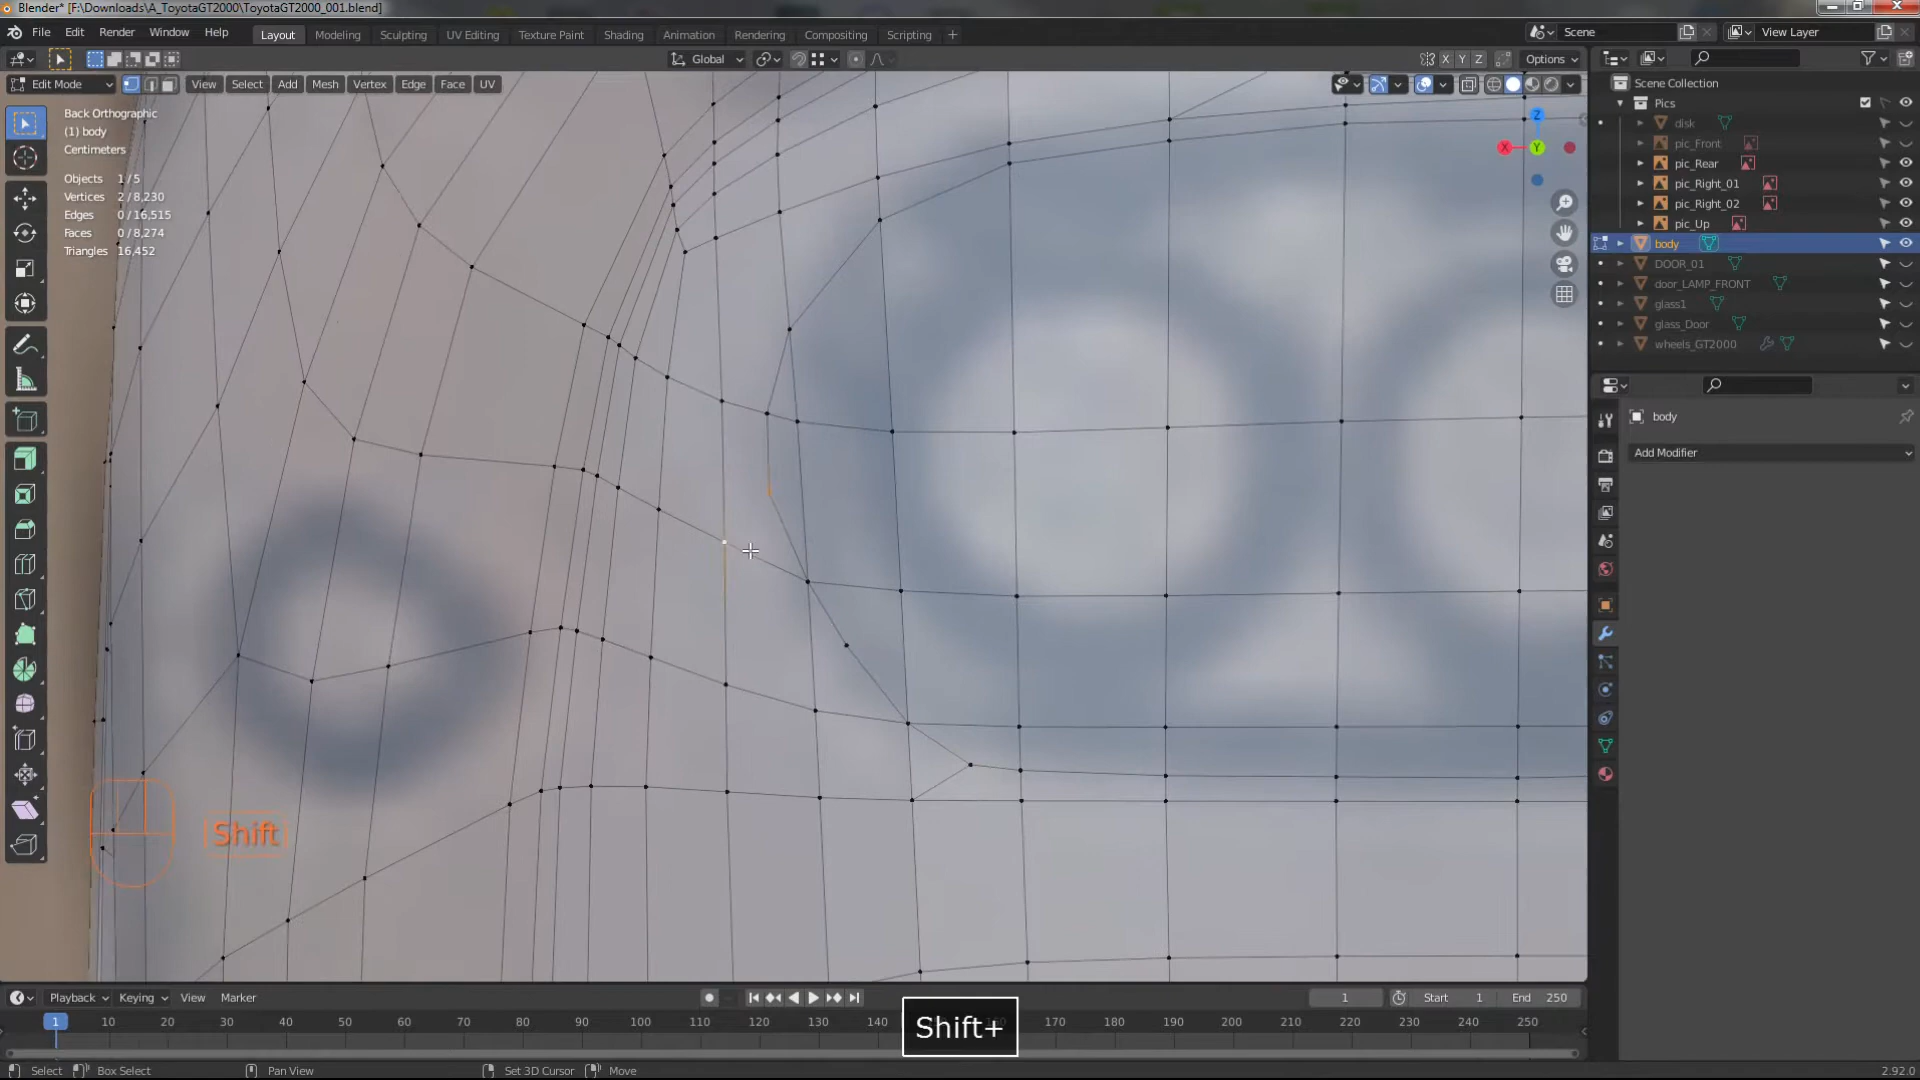 Blender* [F:\Downloads\A_ToyotaGT2000\ToyotaGT2000_001.blend]
File Edit Render Window Help Layout Modeling Sculpting UV Editing Texture Paint Shading Animation Rendering Compositing Scripting Scene View Layer
Global X Y Z Options
Edit Mode View Select Add Mesh Vertex Edge Face UV
Back Orthographic
(1) body
Centimeters
Objects 1 / 5
Vertices 2 / 8,230
Edges 0 / 16,515
Faces 0 / 8,274
Triangles 16,452
Z
X Y
Scene Collection
Pics
disk
pic_Front
pic_Rear
pic_Right_01
pic_Right_02
pic_Up
body
DOOR_01
door_LAMP_FRONT
glass1
glass_Door
wheels_GT2000
body
Add Modifier
Shift
Playback Keying View Marker 1 Start 1 End 250
1 10 20 30 40 50 60 70 80 90 100 110 120 130 140 170 180 190 200 210 220 230 240 250
Shift+
Select Box Select Pan View Set 3D Cursor Move 2.92.0